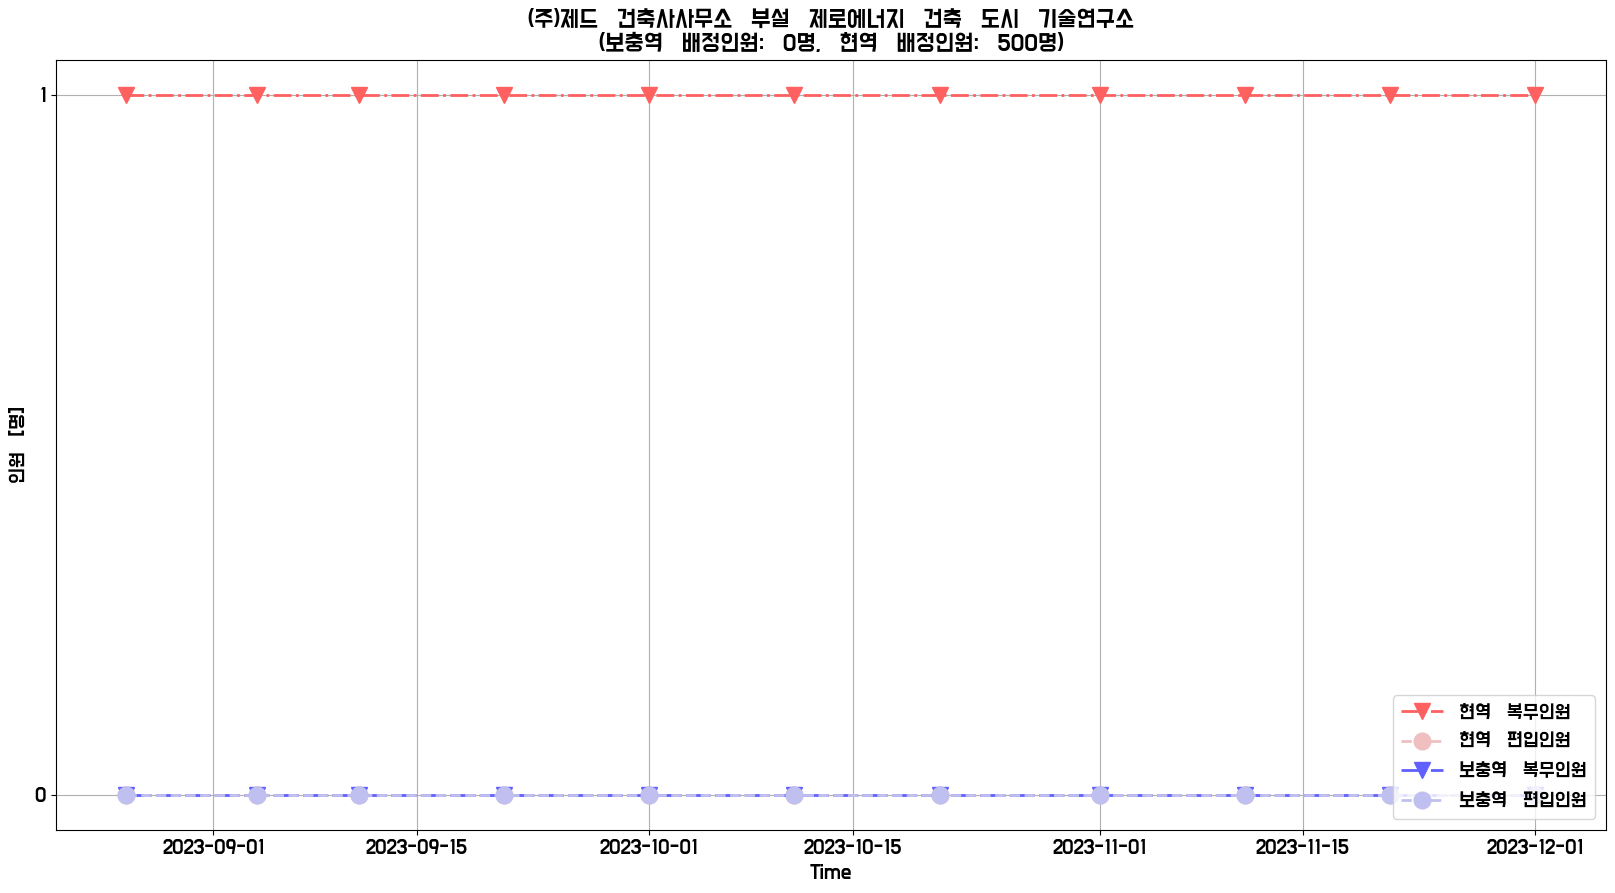 (주)제드 건축사사무소 부설 제로에너지 건축 도시 기술연구소
(보충역 배정인원: 0명, 현역 배정인원: 500명)
1
0
인원 [명]
현역 복무인원
현역 편입인원
보충역 복무인원
보충역 편입인원
2023-09-01
2023-09-15
2023-10-01
2023-10-15
2023-11-01
2023-11-15
2023-12-01
Time